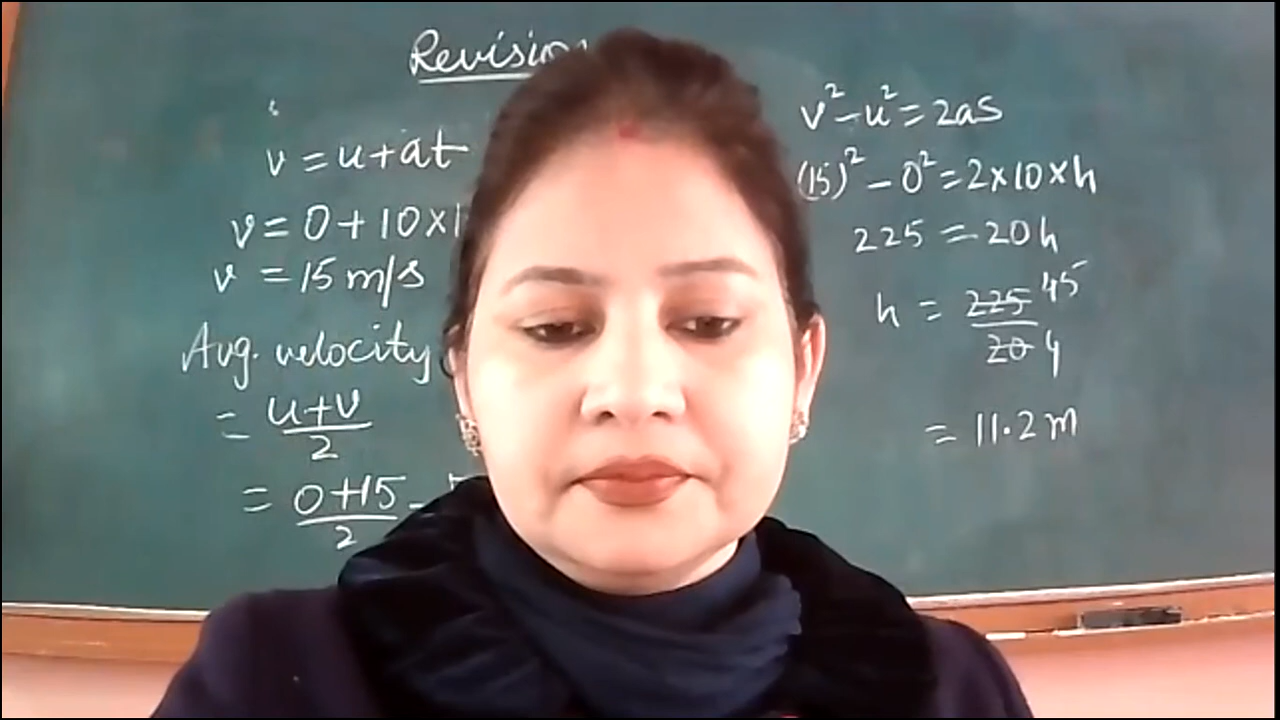 Revision
v = u + at
v = 0 + 10 × 1
v = 15 m/s
Avg. velocity
= u+v/2
= 0+15/2 =
v² - u² = 2as
(15)² - 0² = 2×10×h
225 = 20h
h = 225 45/20 4
= 11.2 m